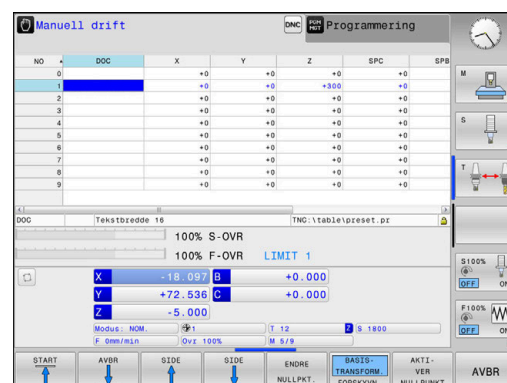 Manuell drift
DNC
PGM MGT
Programmering
NO DOC X Y Z SPC SPB
0 +0 +0 +0 +0
1 +0 +0 +300 +0
2 +0 +0 +0 +0
3 +0 +0 +0 +0
4 +0 +0 +0 +0
5 +0 +0 +0 +0
6 +0 +0 +0 +0
7 +0 +0 +0 +0
8 +0 +0 +0 +0
9 +0 +0 +0 +0
DOC Tekstbredde 16 TNC:\table\preset.pr
100% S-OVR
100% F-OVR LIMIT 1
X -18.097 B +0.000
Y +72.536 C +0.000
Z -5.000
Modus: NOM. 1 T 12 Z S 1800
F 0mm/min Ovr 100% M 5/9
START
AVBR
SIDE
SIDE
ENDRE NULLPKT.
BASIS-
TRANSFORM.
AKTI-
VER
NULLPUNKT
AVBR
M
S
T
S100%
OFF ON
F100%
OFF ON